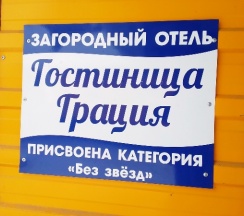 ЗАГОРОДНЫЙ ОТЕЛЬ
Гостиница
Грация
ПРИСВОЕНА КАТЕГОРИЯ
«Без звёзд»